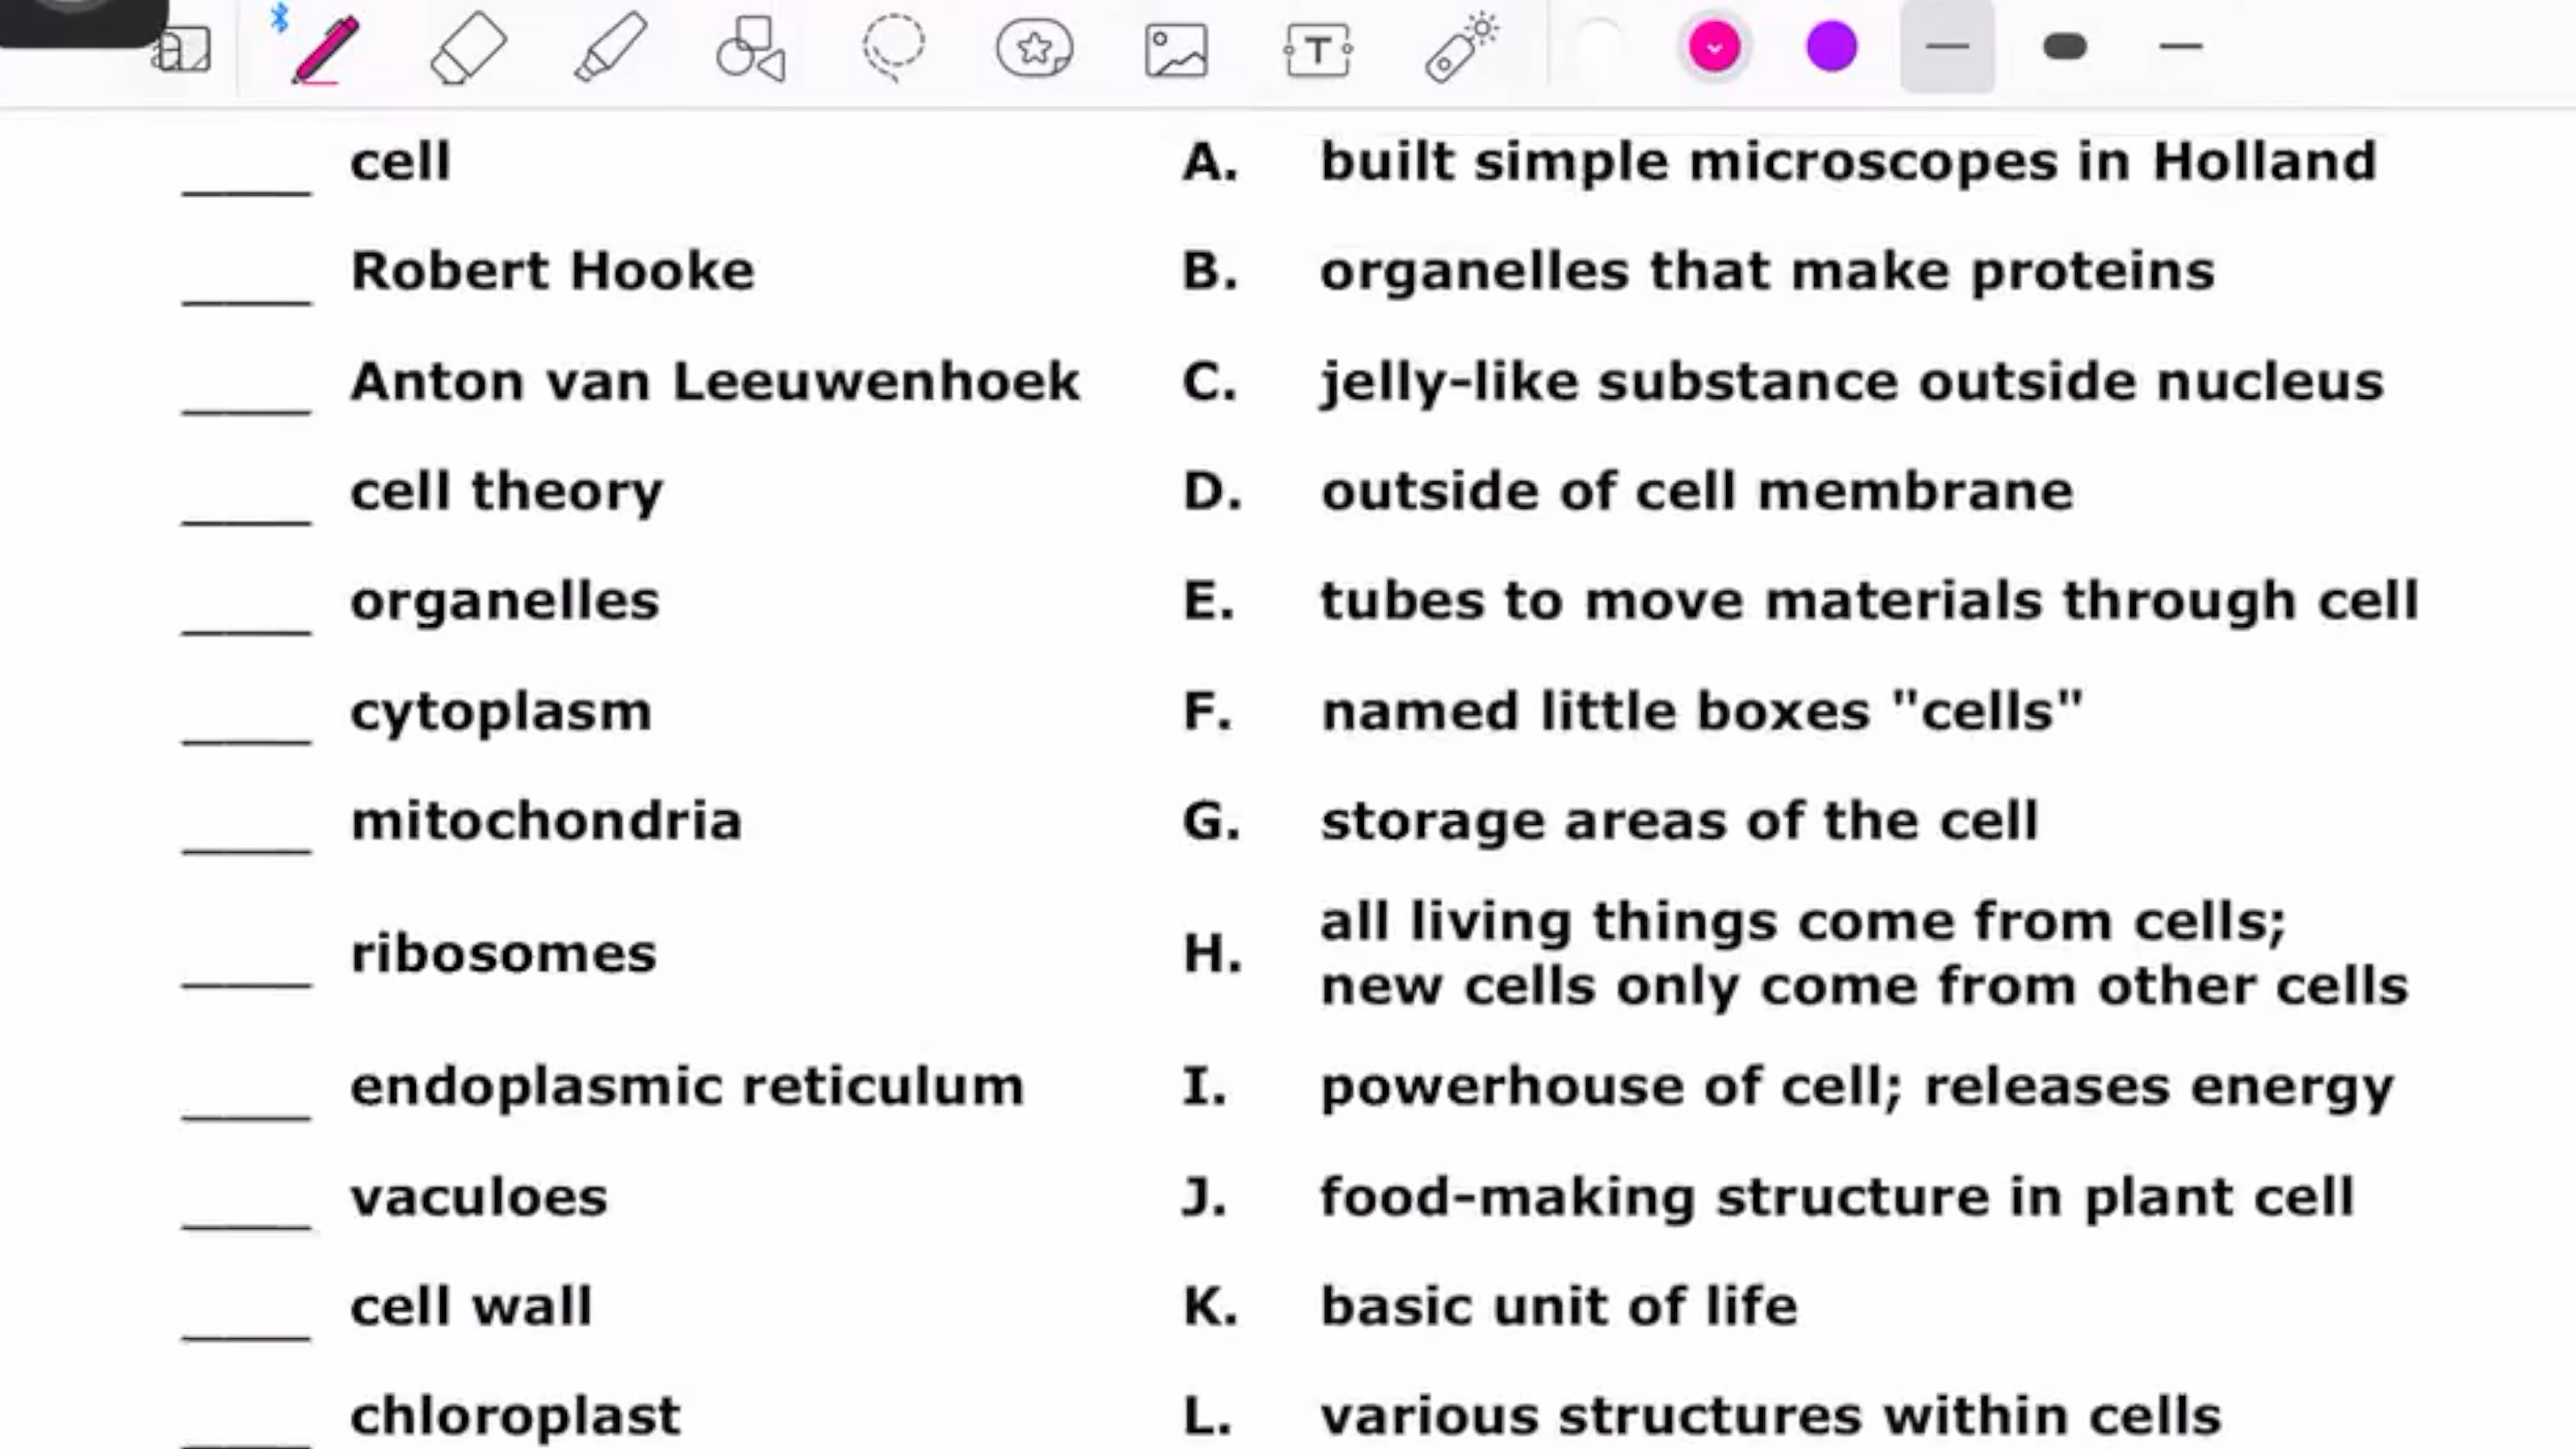 ____ cell A. built simple microscopes in Holland
____ Robert Hooke B. organelles that make proteins
____ Anton van Leeuwenhoek C. jelly-like substance outside nucleus
____ cell theory D. outside of cell membrane
____ organelles E. tubes to move materials through cell
____ cytoplasm F. named little boxes "cells"
____ mitochondria G. storage areas of the cell
____ ribosomes H. all living things come from cells;
new cells only come from other cells
____ endoplasmic reticulum I. powerhouse of cell; releases energy
____ vaculoes J. food-making structure in plant cell
____ cell wall K. basic unit of life
____ chloroplast L. various structures within cells